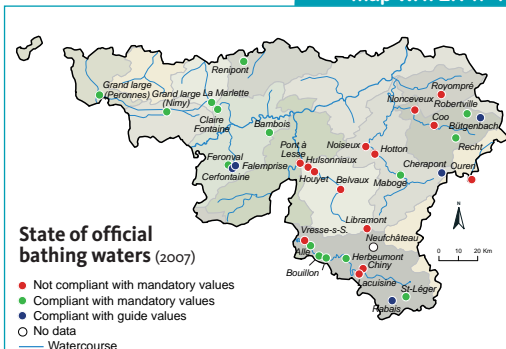 Renipont
Grand large
(Peronnes)
Grand large
(Nimy)
La Marlette
Claire
Fontaine
Bambois
Royompré
Nonceveux
Robertville
Coo
Bütgenbach
Recht
Pont à
Lesse
Noiseux
Hotton
Cherapont
Ouren
Feronval
Falemprise
Cerfontaine
Hulsonniaux
Houyet
Belvaux
Maboge
Libramont
Neufchâteau
Vresse-s-S.
Alle
Herbeumont
Bouillon
Chiny
Lacuisine
St-Léger
Rabais
N
0 10 20 Km
State of official
bathing waters (2007)
Not compliant with mandatory values
Compliant with mandatory values
Compliant with guide values
No data
Watercourse